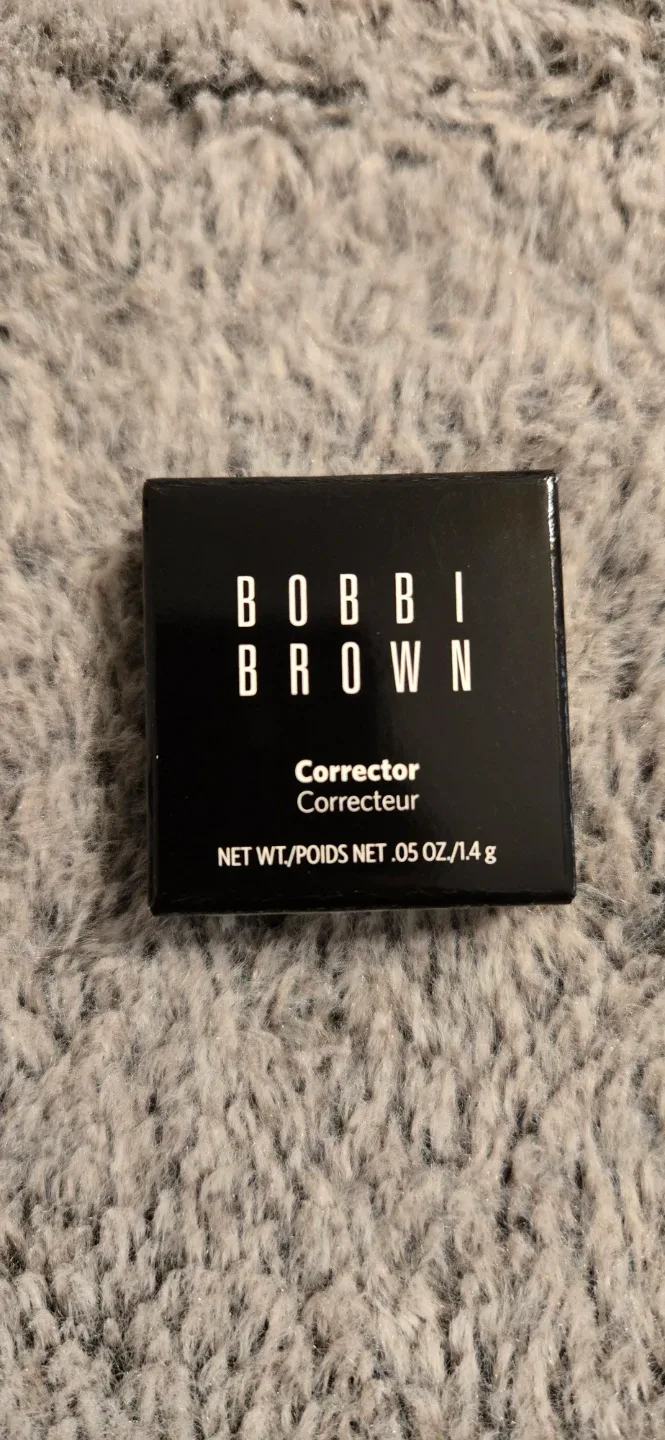 BOBBI
BROWN
Corrector
Correcteur
NET WT./POIDS NET .05 OZ./1.4 g